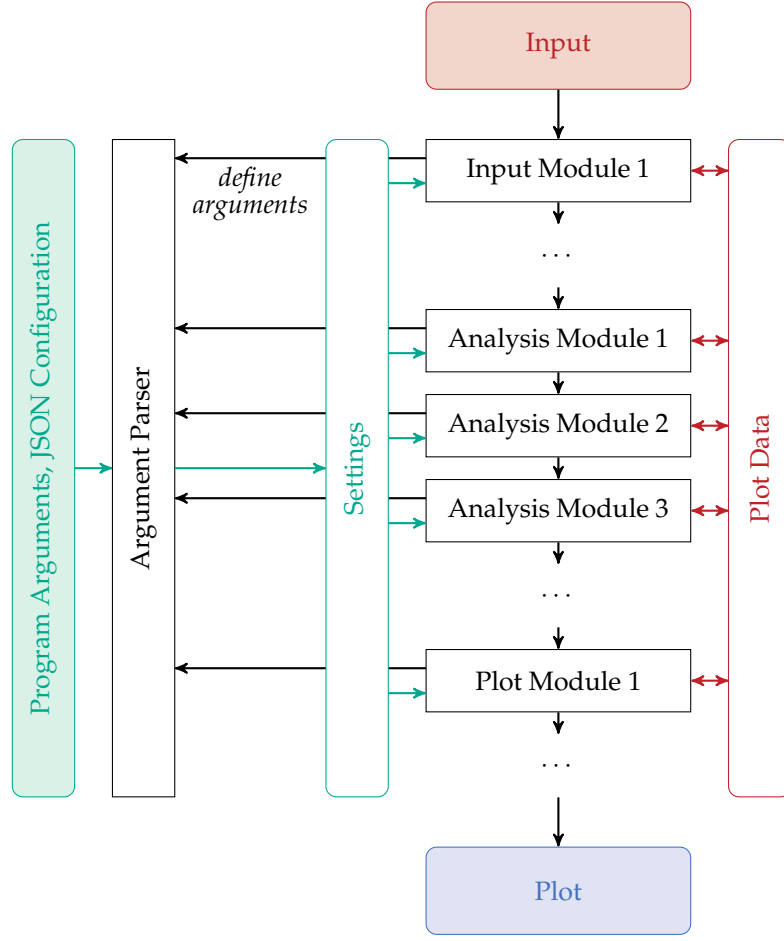 Input
Program Arguments, JSON Configuration
Argument Parser
define
arguments
Settings
Input Module 1
. . .
Analysis Module 1
Analysis Module 2
Analysis Module 3
. . .
Plot Module 1
. . .
Plot Data
Plot